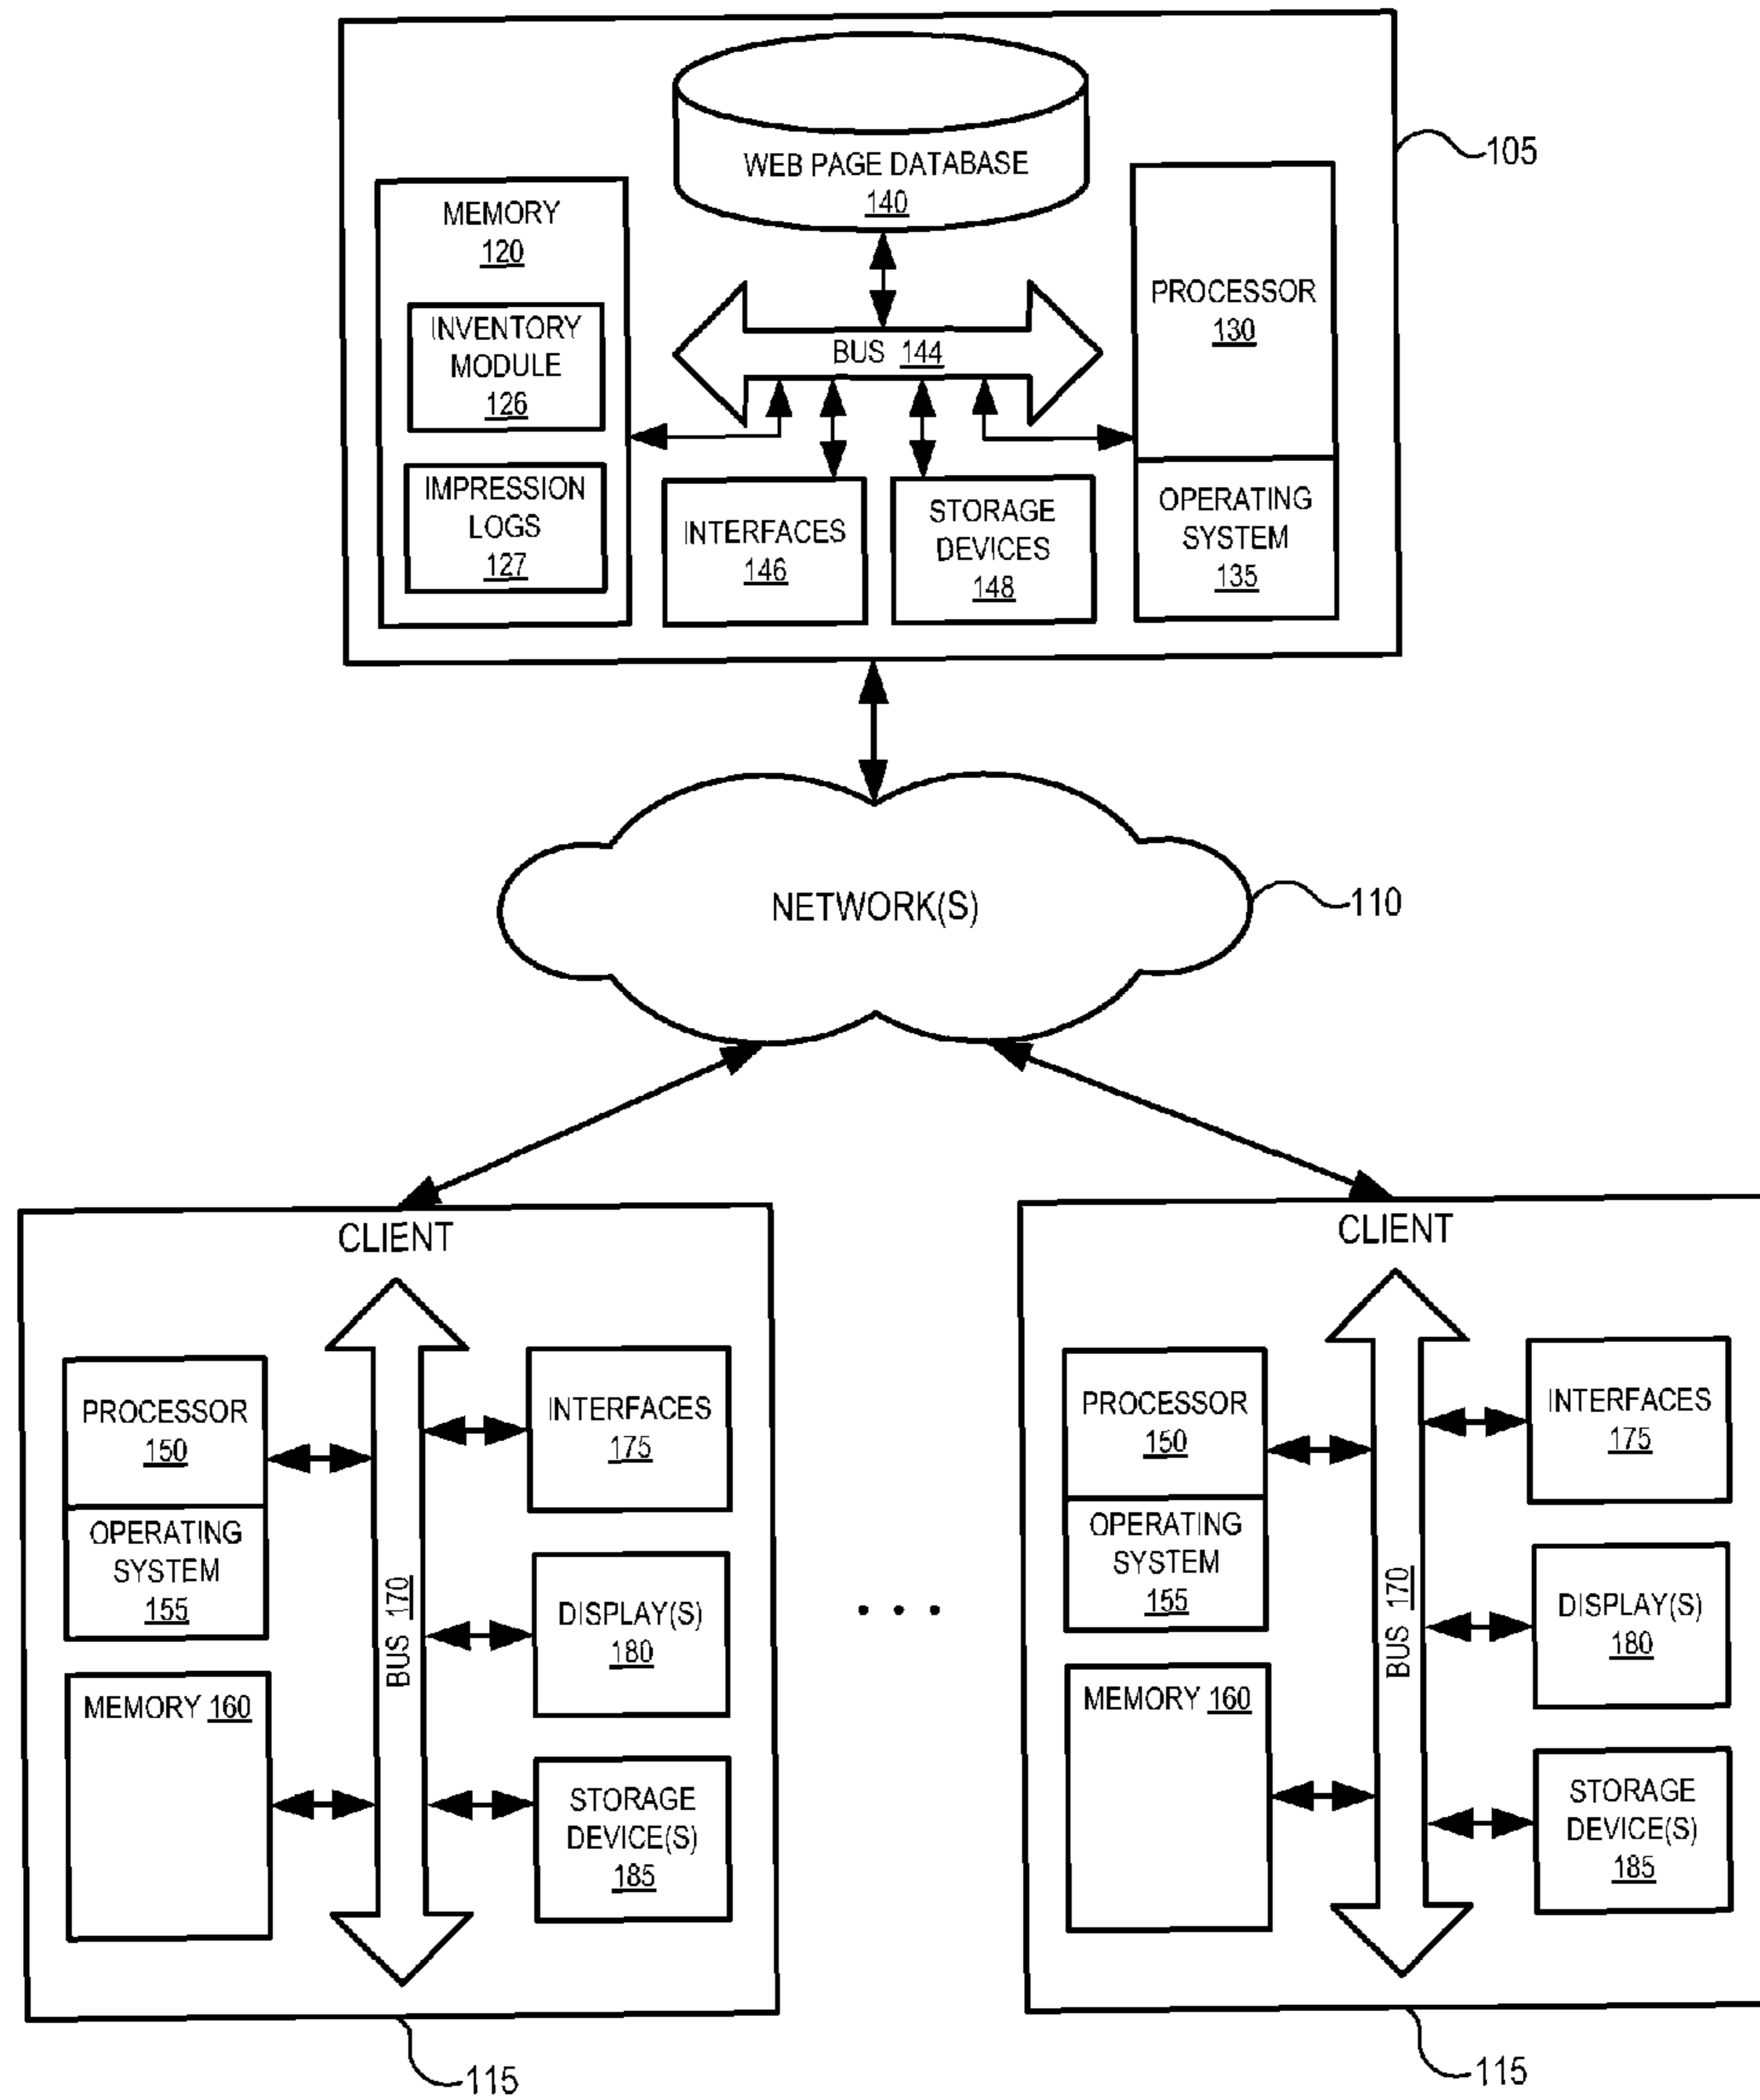 WEB PAGE DATABASE
140
105
MEMORY
120
INVENTORY
MODULE
126
IMPRESSION
LOGS
127
BUS 144
PROCESSOR
130
OPERATING
SYSTEM
135
INTERFACES
146
STORAGE
DEVICES
148
NETWORK(S)
110
CLIENT
PROCESSOR
150
OPERATING
SYSTEM
155
MEMORY 160
BUS 170
INTERFACES
175
DISPLAY(S)
180
STORAGE
DEVICE(S)
185
115
• • •
CLIENT
PROCESSOR
150
OPERATING
SYSTEM
155
MEMORY 160
BUS 170
INTERFACES
175
DISPLAY(S)
180
STORAGE
DEVICE(S)
185
115